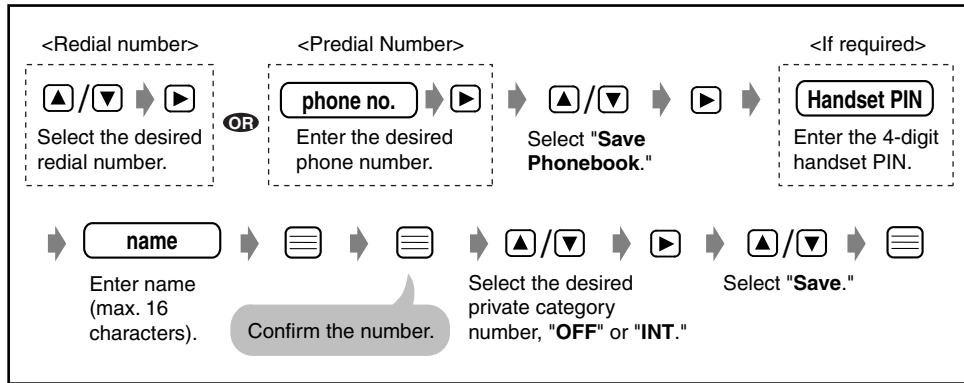 <Redial number>
<Predial Number>
<If required>
/
phone no.
/
Handset PIN
OR
Select the desired
redial number.
Enter the desired
phone number.
Select "Save
Phonebook."
Enter the 4-digit
handset PIN.
name
/
/
Enter name
(max. 16
characters).
Confirm the number.
Select the desired
private category
number, "OFF" or "INT."
Select "Save."